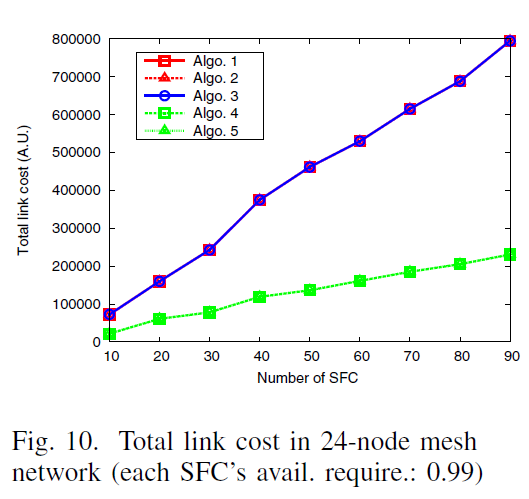 800000
700000
600000
500000
400000
300000
200000
100000
0
Total link cost (A.U.)
Algo. 1
Algo. 2
Algo. 3
Algo. 4
Algo. 5
10 20 30 40 50 60 70 80 90
Number of SFC
Fig. 10. Total link cost in 24-node mesh
network (each SFC's avail. require.: 0.99)